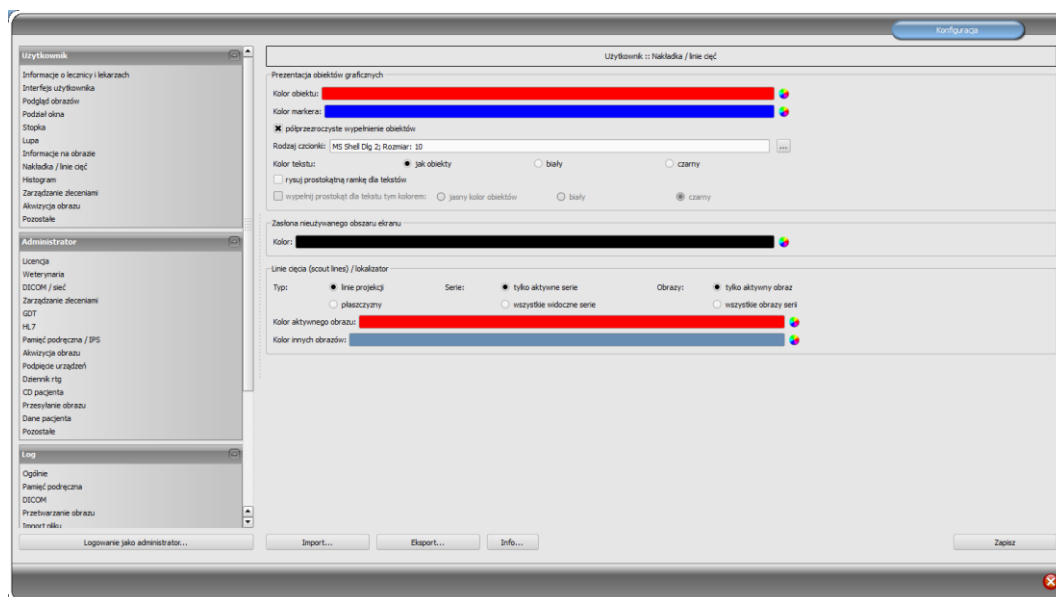 Konfiguracja
Użytkownik
Informacje o lecznicy i lekarzach
Interfejs użytkownika
Podgląd obrazów
Podział okna
Stopka
Lupa
Informacje na obrazie
Nakładka / linie cięć
Histogram
Zarządzanie zleceniami
Akwizycja obrazu
Pozostałe
Administrator
Licencja
Weterynaria
DICOM / sieć
Zarządzanie zleceniami
GDT
HL7
Pamięć podręczna / IPS
Akwizycja obrazu
Podpięcie urządzeń
Dziennik rtg
CD pacjenta
Przesyłanie obrazu
Dane pacjenta
Pozostałe
Log
Ogólnie
Pamięć podręczna
DICOM
Przetwarzanie obrazu
Import pliku
Logowanie jako administrator...
Użytkownik :: Nakładka / linie cięć
Prezentacja obiektów graficznych
Kolor obiektu:
Kolor markera:
półprzezroczyste wypełnienie obiektów
Rodzaj czcionki: MS Shell Dlg 2; Rozmiar: 10 ...
Kolor tekstu: jak obiekty biały czarny
rysuj prostokątną ramkę dla tekstów
wypełnij prostokąt dla tekstu tym kolorem: jasny kolor obiektów biały czarny
Zasłona nieużywanego obszaru ekranu
Kolor:
Linie cięcia (scout lines) / lokalizator
Typ: linie projekcji Serie: tylko aktywne serie Obrazy: tylko aktywny obraz
płaszczyzny wszystkie widoczne serie wszystkie obrazy serii
Kolor aktywnego obrazu:
Kolor innych obrazów:
Import... Eksport... Info... Zapisz